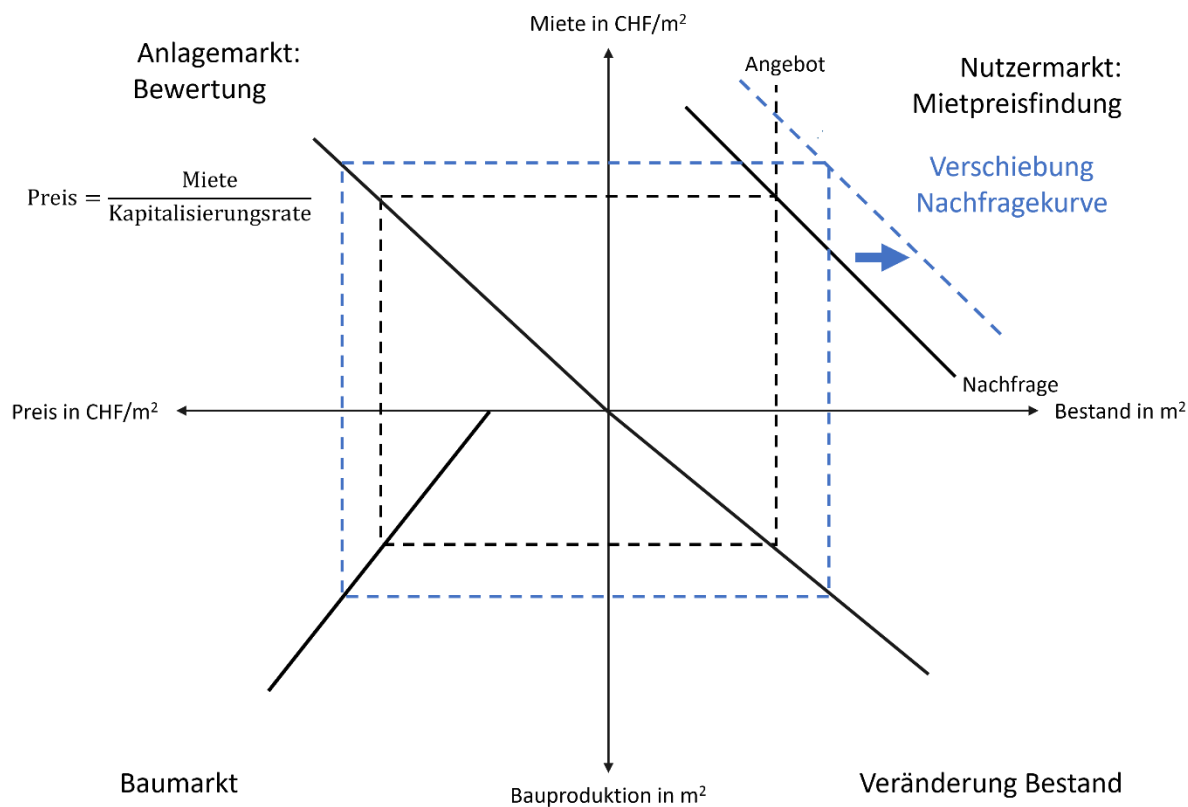 Miete in CHF/m²
Anlagemarkt:
Bewertung
Angebot
Nutzermarkt:
Mietpreisfindung
Verschiebung
Nachfragekurve
Preis = Miete / Kapitalisierungsrate
Nachfrage
Preis in CHF/m²
Bestand in m²
Baumarkt
Bauproduktion in m²
Veränderung Bestand